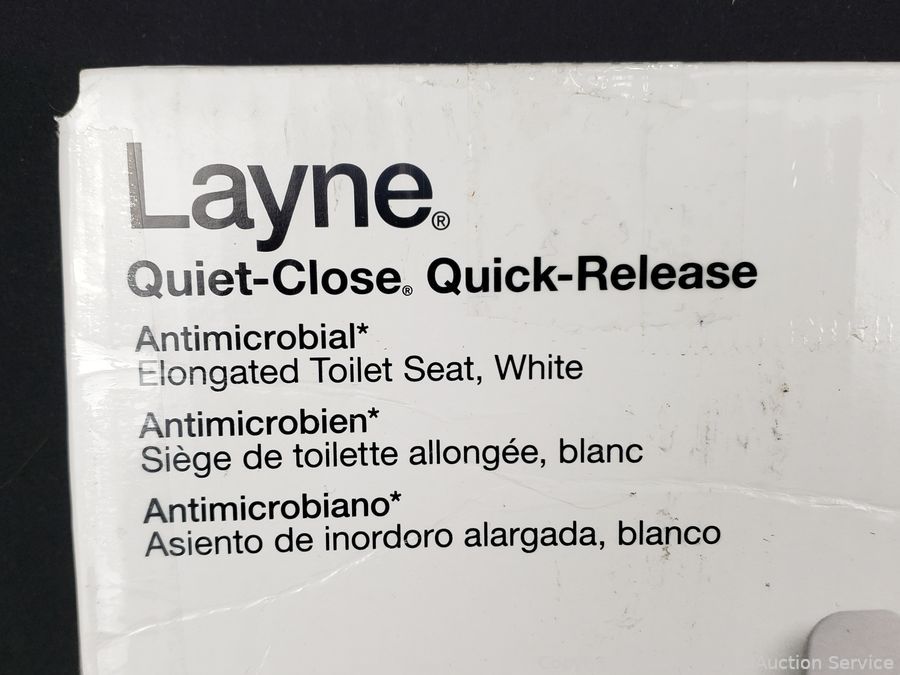 Layne®
Quiet-Close® Quick-Release
Antimicrobial*
Elongated Toilet Seat, White
Antimicrobien*
Siège de toilette allongée, blanc
Antimicrobiano*
Asiento de inordoro alargada, blanco
Auction Service